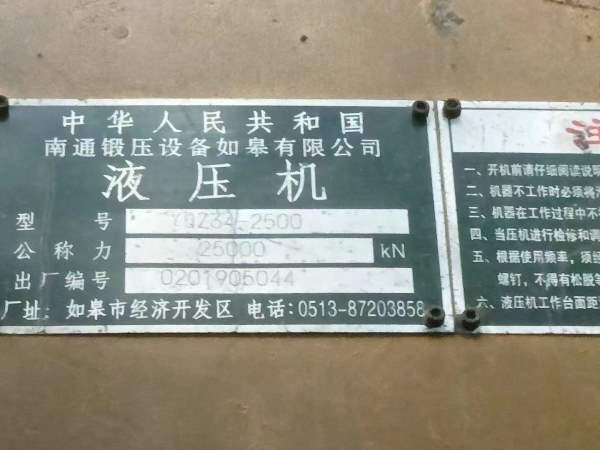 中华人民共和国
南通锻压设备如皋有限公司
液压机
型号 YQZ34-2500
公称力 25000 kN
出厂编号 0201906044
厂址: 如皋市经济开发区 电话:0513-87203858
一、开机前请仔细阅读说明
二、机器不工作时必须将
三、机器在工作过程中不
四、当压机进行检修和调
五、根据使用频率，须经
螺钉，不得有松脱等
六、液压机工作台面距